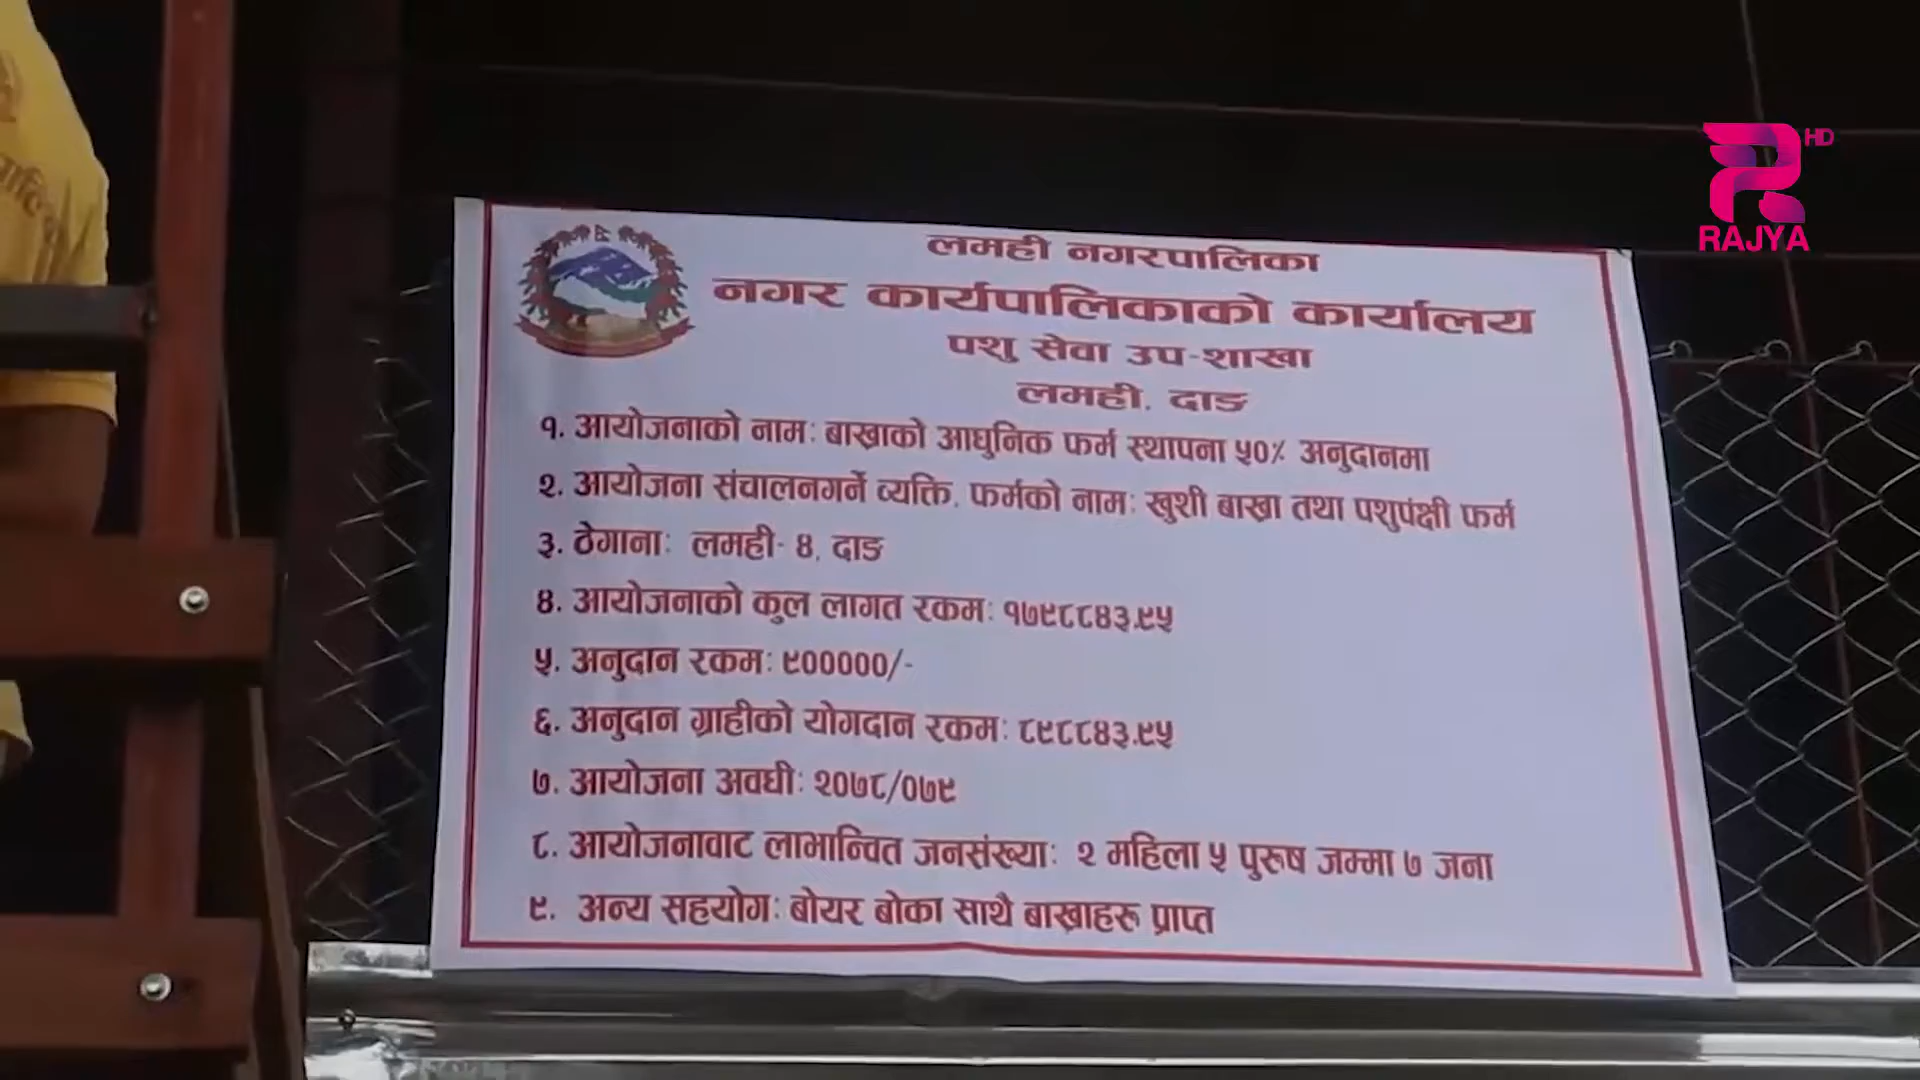 लमही नगरपालिका
नगर कार्यपालिकाको कार्यालय
पशु सेवा उप-शाखा
लमही, दाङ
१. आयोजनाको नामः बाख्राको आधुनिक फर्म स्थापना ५०% अनुदानमा
२. आयोजना संचालनगर्ने व्यक्ति, फर्मको नामः खुशी बाख्रा तथा पशुपंक्षी फर्म
३. ठेगानाः लमही- ४, दाङ
४. आयोजनाको कुल लागत रकमः १७९८८४३.९५
५. अनुदान रकमः ९०००००/-
६. अनुदान ग्राहीको योगदान रकमः ८९८८४३.९५
७. आयोजना अवधीः २०७८/०७९
८. आयोजनावाट लाभान्वित जनसंख्याः २ महिला ५ पुरुष जम्मा ७ जना
९. अन्य सहयोगः बोयर बोका साथै बाख्राहरु प्राप्त
HD
RAJYA